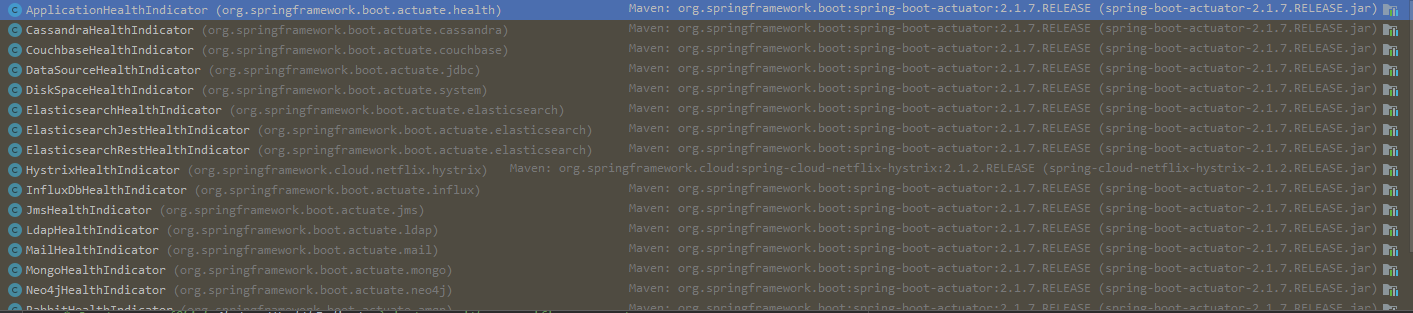 ApplicationHealthIndicator (org.springframework.boot.actuate.health) Maven: org.springframework.boot:spring-boot-actuator:2.1.7.RELEASE (spring-boot-actuator-2.1.7.RELEASE.jar)
CassandraHealthIndicator (org.springframework.boot.actuate.cassandra) Maven: org.springframework.boot:spring-boot-actuator:2.1.7.RELEASE (spring-boot-actuator-2.1.7.RELEASE.jar)
CouchbaseHealthIndicator (org.springframework.boot.actuate.couchbase) Maven: org.springframework.boot:spring-boot-actuator:2.1.7.RELEASE (spring-boot-actuator-2.1.7.RELEASE.jar)
DataSourceHealthIndicator (org.springframework.boot.actuate.jdbc) Maven: org.springframework.boot:spring-boot-actuator:2.1.7.RELEASE (spring-boot-actuator-2.1.7.RELEASE.jar)
DiskSpaceHealthIndicator (org.springframework.boot.actuate.system) Maven: org.springframework.boot:spring-boot-actuator:2.1.7.RELEASE (spring-boot-actuator-2.1.7.RELEASE.jar)
ElasticsearchHealthIndicator (org.springframework.boot.actuate.elasticsearch) Maven: org.springframework.boot:spring-boot-actuator:2.1.7.RELEASE (spring-boot-actuator-2.1.7.RELEASE.jar)
ElasticsearchJestHealthIndicator (org.springframework.boot.actuate.elasticsearch) Maven: org.springframework.boot:spring-boot-actuator:2.1.7.RELEASE (spring-boot-actuator-2.1.7.RELEASE.jar)
ElasticsearchRestHealthIndicator (org.springframework.boot.actuate.elasticsearch) Maven: org.springframework.boot:spring-boot-actuator:2.1.7.RELEASE (spring-boot-actuator-2.1.7.RELEASE.jar)
HystrixHealthIndicator (org.springframework.cloud.netflix.hystrix) Maven: org.springframework.cloud:spring-cloud-netflix-hystrix:2.1.2.RELEASE (spring-cloud-netflix-hystrix-2.1.2.RELEASE.jar)
InfluxDbHealthIndicator (org.springframework.boot.actuate.influx) Maven: org.springframework.boot:spring-boot-actuator:2.1.7.RELEASE (spring-boot-actuator-2.1.7.RELEASE.jar)
JmsHealthIndicator (org.springframework.boot.actuate.jms) Maven: org.springframework.boot:spring-boot-actuator:2.1.7.RELEASE (spring-boot-actuator-2.1.7.RELEASE.jar)
LdapHealthIndicator (org.springframework.boot.actuate.ldap) Maven: org.springframework.boot:spring-boot-actuator:2.1.7.RELEASE (spring-boot-actuator-2.1.7.RELEASE.jar)
MailHealthIndicator (org.springframework.boot.actuate.mail) Maven: org.springframework.boot:spring-boot-actuator:2.1.7.RELEASE (spring-boot-actuator-2.1.7.RELEASE.jar)
MongoHealthIndicator (org.springframework.boot.actuate.mongo) Maven: org.springframework.boot:spring-boot-actuator:2.1.7.RELEASE (spring-boot-actuator-2.1.7.RELEASE.jar)
Neo4jHealthIndicator (org.springframework.boot.actuate.neo4j) Maven: org.springframework.boot:spring-boot-actuator:2.1.7.RELEASE (spring-boot-actuator-2.1.7.RELEASE.jar)
RabbitHealthIndicator (org.springframework.boot.actuate.amqp) Maven: org.springframework.boot:spring-boot-actuator:2.1.7.RELEASE (spring-boot-actuator-2.1.7.RELEASE.jar)